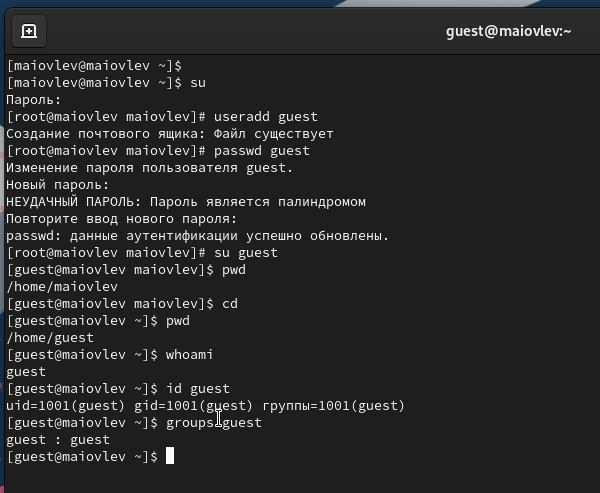 guest@maiovlev:~
[maiovlev@maiovlev ~]$
[maiovlev@maiovlev ~]$ su
Пароль:
[root@maiovlev maiovlev]# useradd guest
Создание почтового ящика: Файл существует
[root@maiovlev maiovlev]# passwd guest
Изменение пароля пользователя guest.
Новый пароль:
НЕУДАЧНЫЙ ПАРОЛЬ: Пароль является палиндромом
Повторите ввод нового пароля:
passwd: данные аутентификации успешно обновлены.
[root@maiovlev maiovlev]# su guest
[guest@maiovlev maiovlev]$ pwd
/home/maiovlev
[guest@maiovlev maiovlev]$ cd
[guest@maiovlev ~]$ pwd
/home/guest
[guest@maiovlev ~]$ whoami
guest
[guest@maiovlev ~]$ id guest
uid=1001(guest) gid=1001(guest) группы=1001(guest)
[guest@maiovlev ~]$ groups guest
guest : guest
[guest@maiovlev ~]$